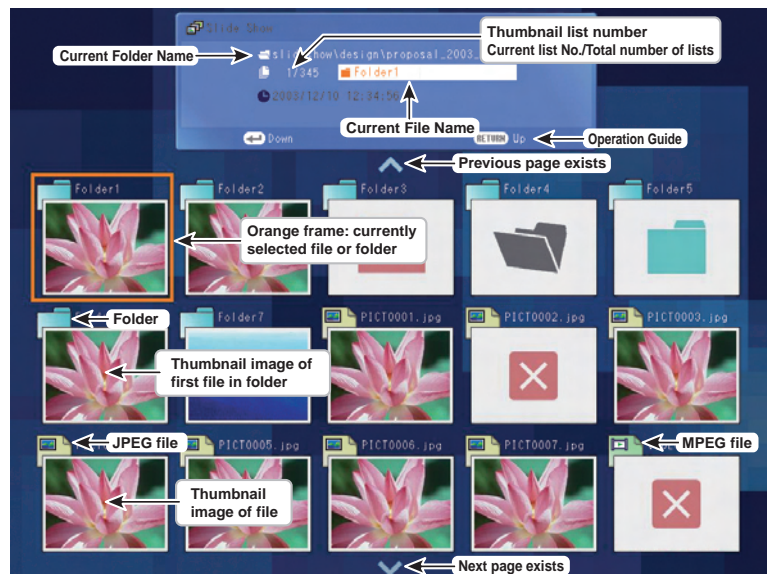 Slide Show
Thumbnail list number
Current list No./Total number of lists
Current Folder Name
slideshow\design\proposal_2003_
1/345
Folder1
2003/12/10 12:34:56
Current File Name
Down
RETURN Up
Operation Guide
Previous page exists
Folder1
Folder2
Folder3
Folder4
Folder5
Orange frame: currently
selected file or folder
Folder
Folder7
PICT0001.jpg
PICT0002.jpg
PICT0003.jpg
Thumbnail image of
first file in folder
JPEG file
PICT0005.jpg
PICT0006.jpg
PICT0007.jpg
MPEG file
Thumbnail
image of file
Next page exists